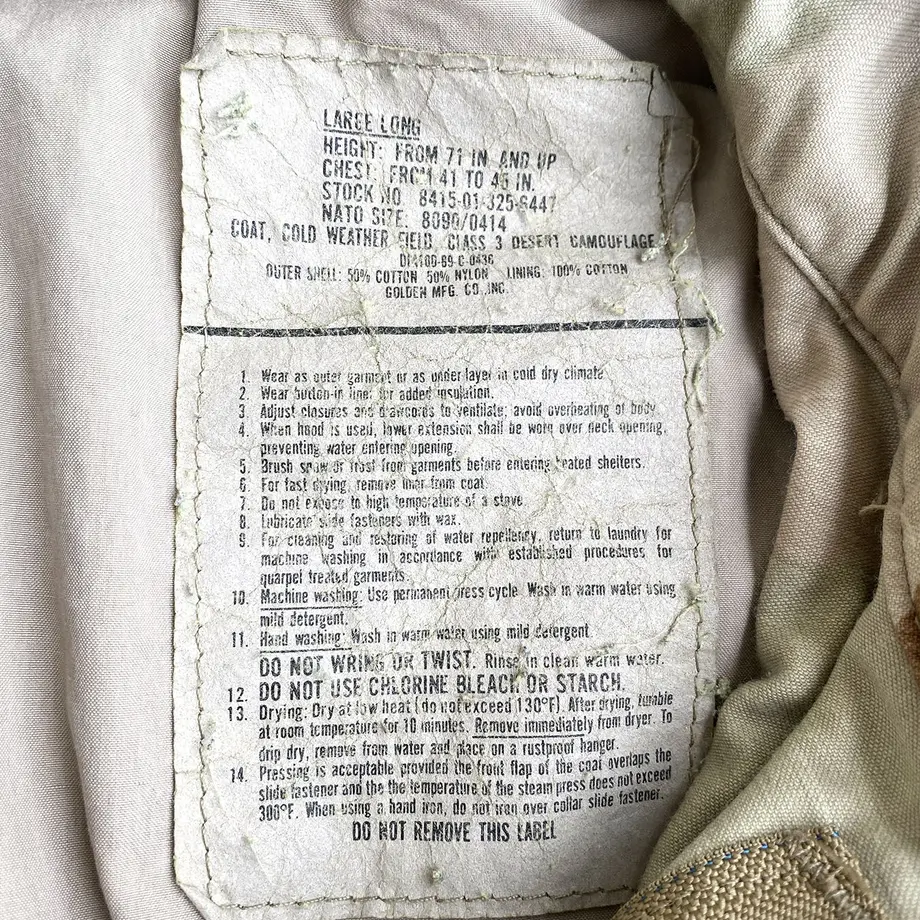 LARGE LONG
HEIGHT: FROM 71 IN. AND UP
CHEST: FROM 41 TO 45 IN.
STOCK NO. 8415-01-325-6447
NATO SIZE: 8090/0414
COAT, COLD WEATHER FIELD, CLASS 3 DESERT CAMOUFLAGE
OUTER SHELL: 50% COTTON 50% NYLON LINING: 100% COTTON
GOLDEN MFG. CO.,INC.
1. Wear as outer garment or as under layer in cold dry climate
2. Wear button-in liner for added insulation.
3. Adjust closures and drawcords to ventilate; avoid overheating of body.
4. When hood is used, lower extension shall be worn over neck opening,
preventing water entering opening.
5. Brush snow or frost from garments before entering heated shelters.
6. For fast drying, remove liner from coat.
7. Do not expose to high temperature of a stove.
8. Lubricate slide fasteners with wax.
9. For cleaning and restoring of water repellency, return to laundry for
machine washing in accordance with established procedures for
quarpel treated garments.
10. Machine washing: Use permanent press cycle. Wash in warm water using
mild detergent.
11. Hand washing: Wash in warm water using mild detergent.
DO NOT WRING OR TWIST. Rinse in clean warm water.
12. DO NOT USE CHLORINE BLEACH OR STARCH.
13. Drying: Dry at low heat (do not exceed 130°F). After drying, tumble
at room temperature for 10 minutes. Remove immediately from dryer. To
drip dry, remove from water and place on a rustproof hanger.
14. Pressing is acceptable provided the front flap of the coat overlaps the
slide fastener and the the temperature of the steam press does not exceed
300°F. When using a hand iron, do not iron over collar slide fastener.
DO NOT REMOVE THIS LABEL